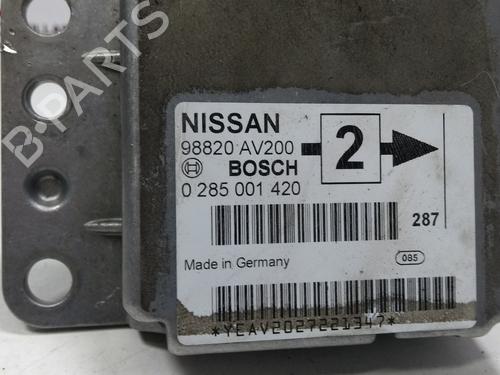 B-PARTS
NISSAN
98820 AV200
2
BOSCH
0 285 001 420
287
Made in Germany
085
*YEAV2027221347*